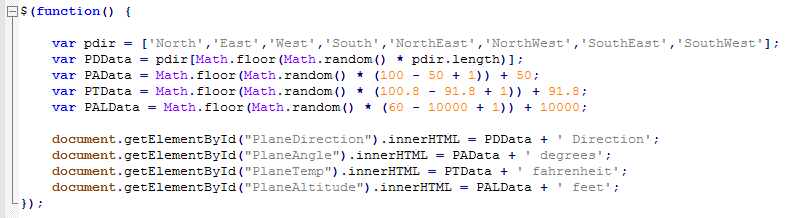 $(function() {
var pdir = ['North','East','West','South','NorthEast','NorthWest','SouthEast','SouthWest'];
var PDData = pdir[Math.floor(Math.random() * pdir.length)];
var PAData = Math.floor(Math.random() * (100 - 50 + 1)) + 50;
var PTData = Math.floor(Math.random() * (100.8 - 91.8 + 1)) + 91.8;
var PALData = Math.floor(Math.random() * (60 - 10000 + 1)) + 10000;
document.getElementById("PlaneDirection").innerHTML = PDData + ' Direction';
document.getElementById("PlaneAngle").innerHTML = PAData + ' degrees';
document.getElementById("PlaneTemp").innerHTML = PTData + ' fahrenheit';
document.getElementById("PlaneAltitude").innerHTML = PALData + ' feet';
});